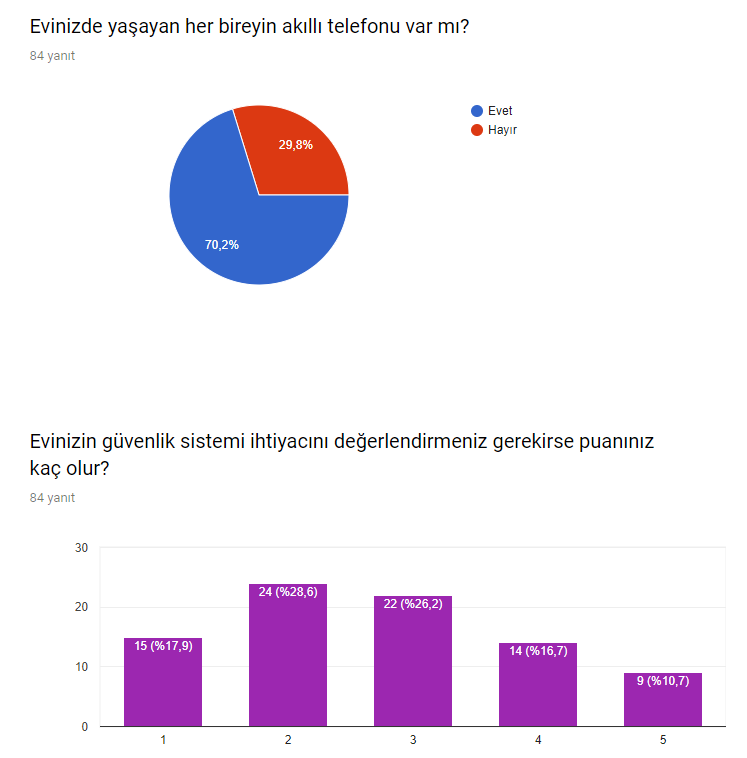 Evinizde yaşayan her bireyin akıllı telefonu var mı?
84 yanıt
Evet
Hayır
29,8%
70,2%
Evinizin güvenlik sistemi ihtiyacını değerlendirmeniz gerekirse puanınız
kaç olur?
84 yanıt
30
20
10
0
15 (%17,9)
24 (%28,6)
22 (%26,2)
14 (%16,7)
9 (%10,7)
1
2
3
4
5